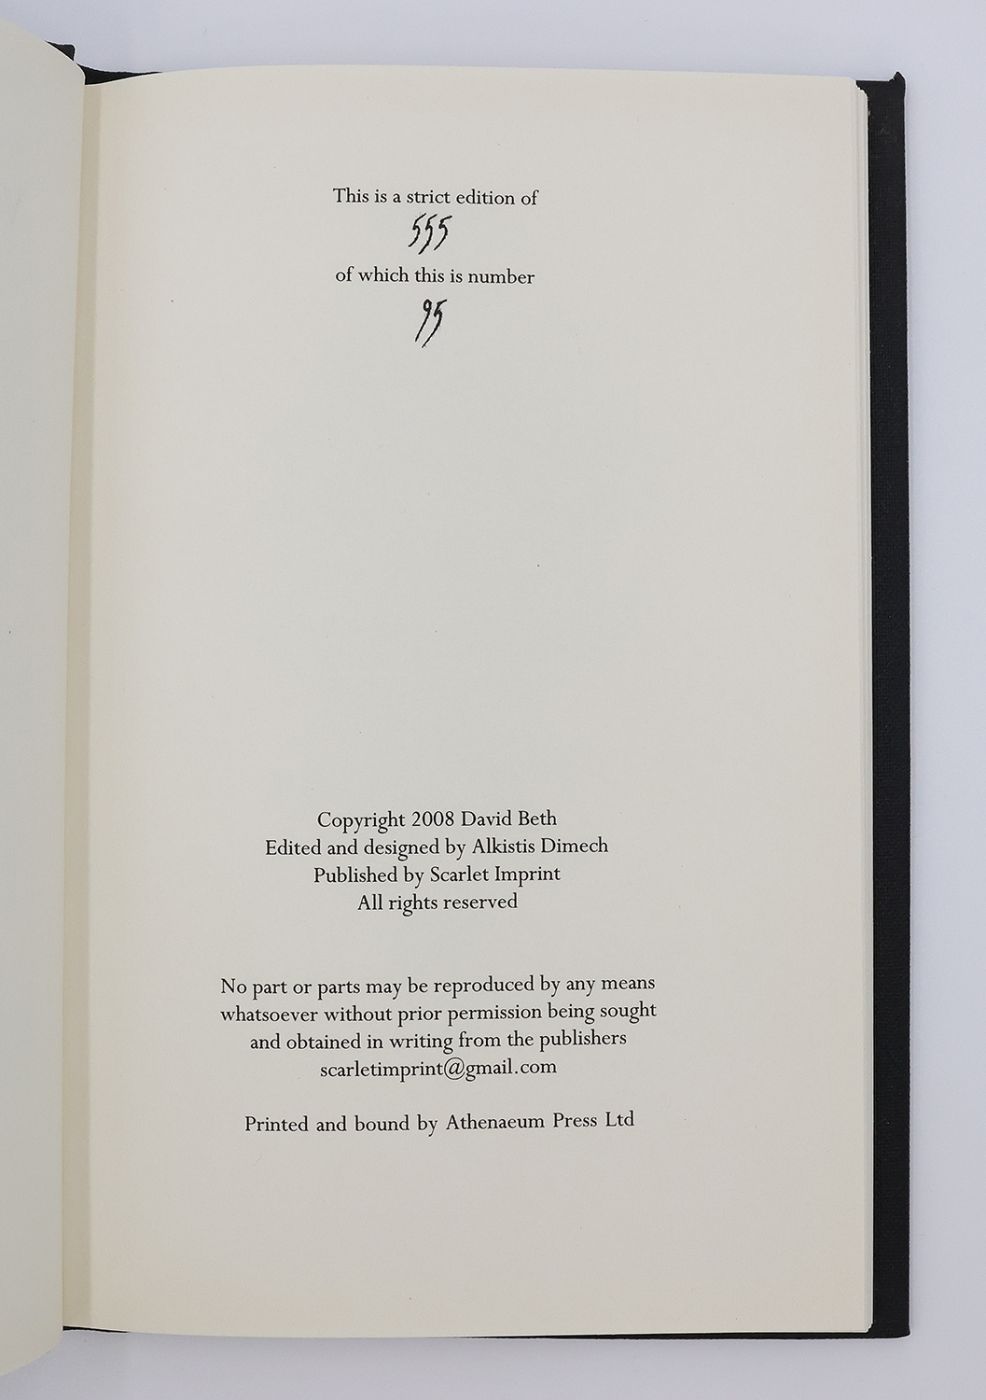 This is a strict edition of
555
of which this is number
95
Copyright 2008 David Beth
Edited and designed by Alkistis Dimech
Published by Scarlet Imprint
All rights reserved
No part or parts may be reproduced by any means
whatsoever without prior permission being sought
and obtained in writing from the publishers
scarletimprint@gmail.com
Printed and bound by Athenaeum Press Ltd